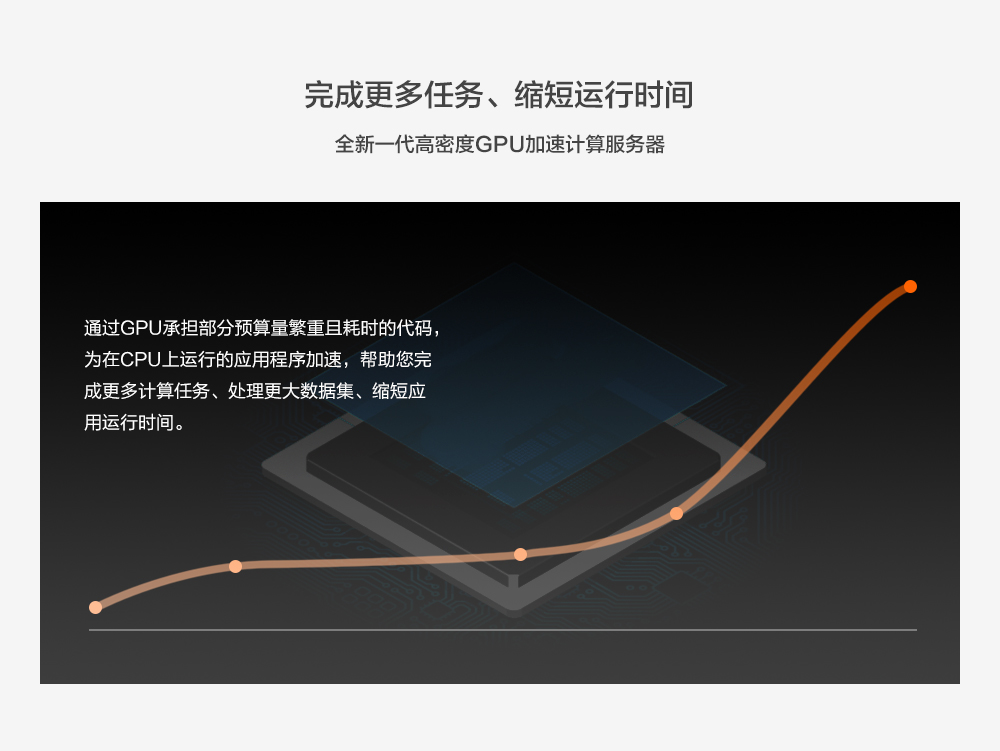 完成更多任务、缩短运行时间
全新一代高密度GPU加速计算服务器
通过GPU承担部分预算量繁重且耗时的代码，
为在CPU上运行的应用程序加速，帮助您完
成更多计算任务、处理更大数据集、缩短应
用运行时间。